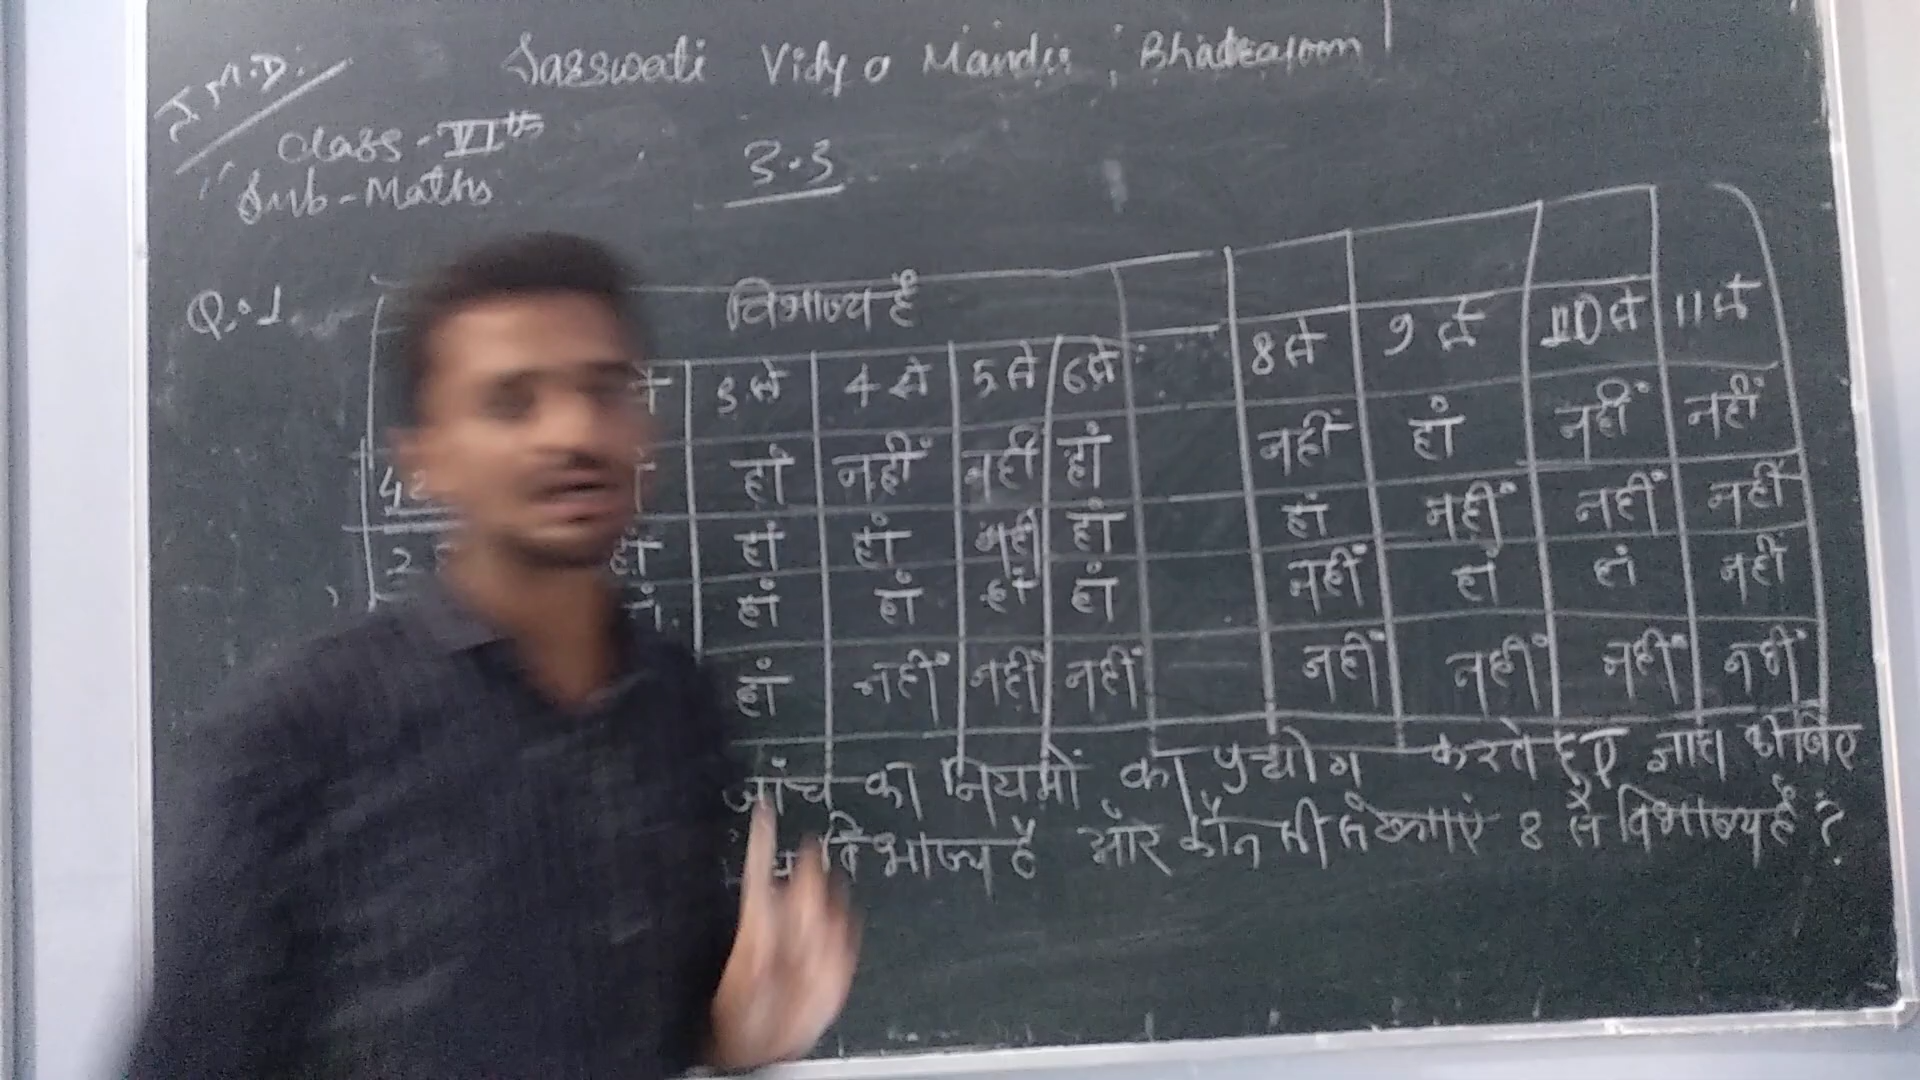 Sasswati Vidya Mandir, Bhadragoon
J.M.D.
Class - VIth
Sub - Maths
3.3
Q.1
विभाज्य है
3 से 4 से 5 से 6 से 8 से 9 से 10 से 11 से
हां नहीं नहीं हां नहीं हां नहीं नहीं
हां हां हां नहीं हां हां नहीं नहीं नहीं
हां हां हां हां नहीं हां हां नहीं
हां नहीं नहीं नहीं नहीं नहीं नहीं नहीं
जांच का नियमों का प्रयोग करते हुए ज्ञात कीजिए
विभाज्य है और कौन सी संख्याएं 8 से विभाज्य है?